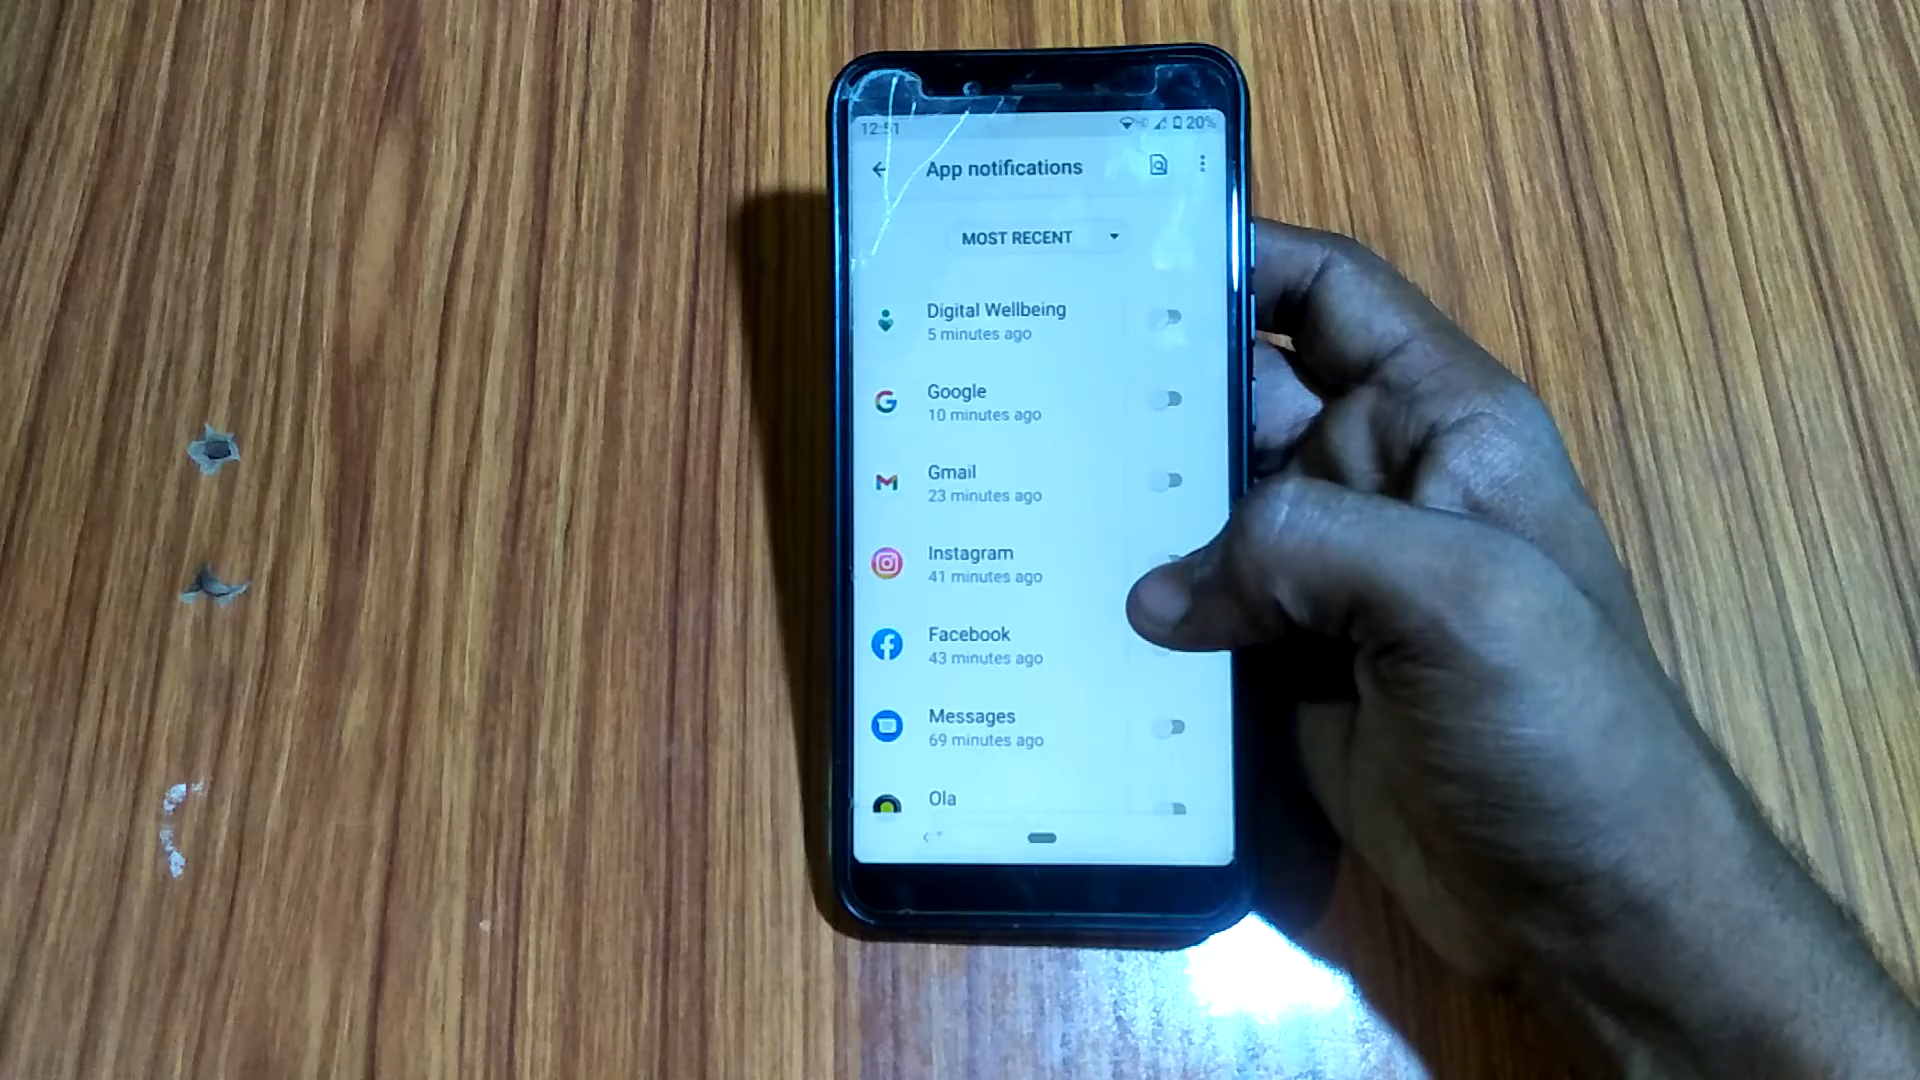 12:51 20%
App notifications
MOST RECENT
Digital Wellbeing
5 minutes ago
Google
10 minutes ago
Gmail
23 minutes ago
Instagram
41 minutes ago
Facebook
43 minutes ago
Messages
69 minutes ago
Ola